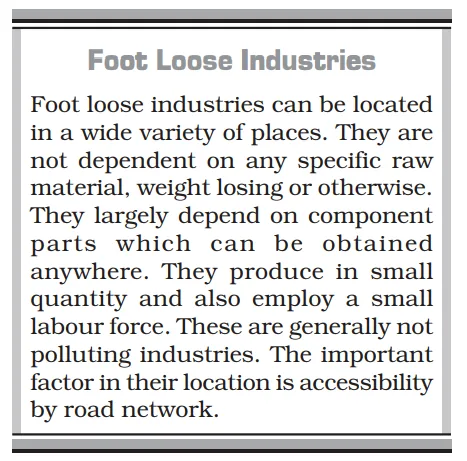 Foot Loose Industries
Foot loose industries can be located
in a wide variety of places. They are
not dependent on any specific raw
material, weight losing or otherwise.
They largely depend on component
parts which can be obtained
anywhere. They produce in small
quantity and also employ a small
labour force. These are generally not
polluting industries. The important
factor in their location is accessibility
by road network.